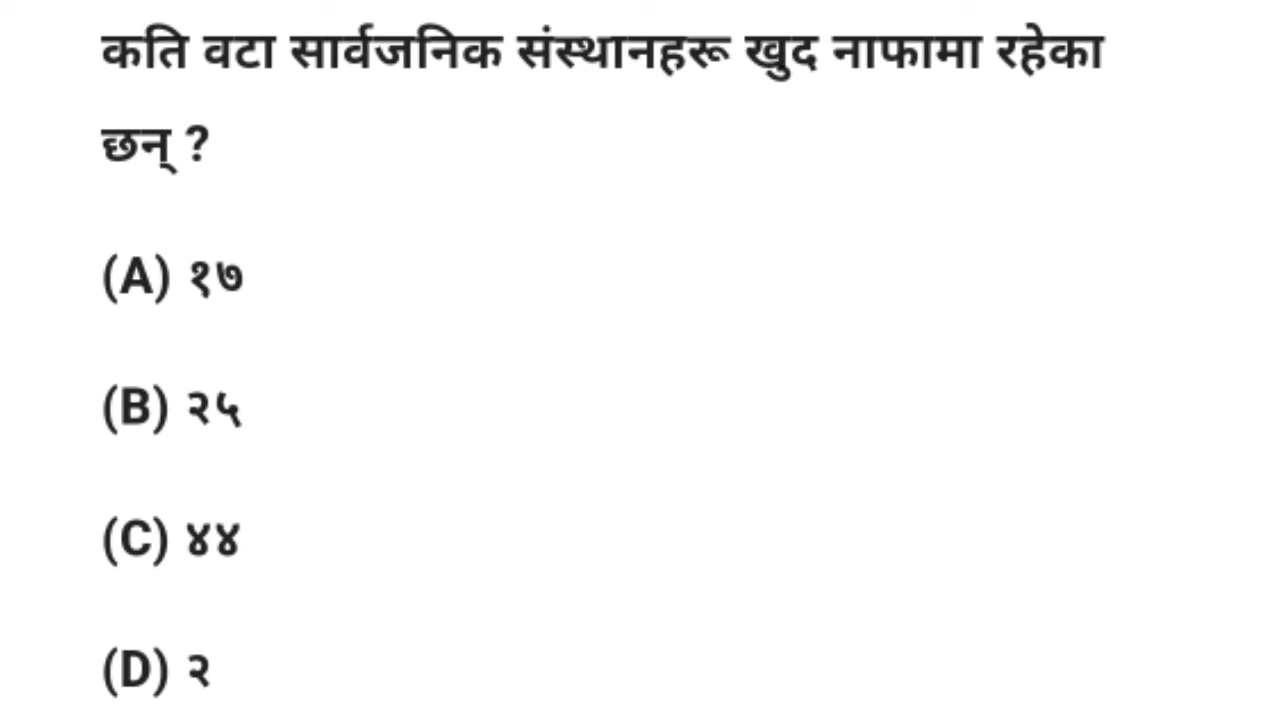 कति वटा सार्वजनिक संस्थानहरू खुद नाफामा रहेका
छन् ?
(A) १७
(B) २५
(C) ४४
(D) २